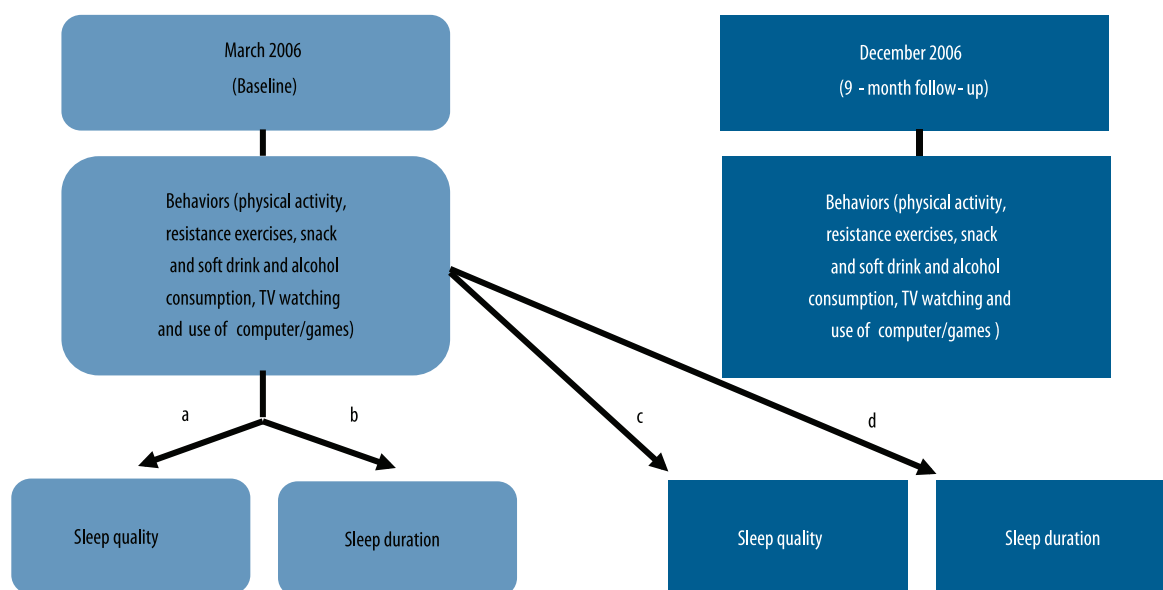 March 2006
(Baseline)
December 2006
(9 - month follow- up)
Behaviors (physical activity,
resistance exercises, snack
and soft drink and alcohol
consumption, TV watching
and use of computer/games)
Behaviors (physical activity,
resistance exercises, snack
and soft drink and alcohol
consumption, TV watching and
use of computer/games )
a
b
c
d
Sleep quality
Sleep duration
Sleep quality
Sleep duration